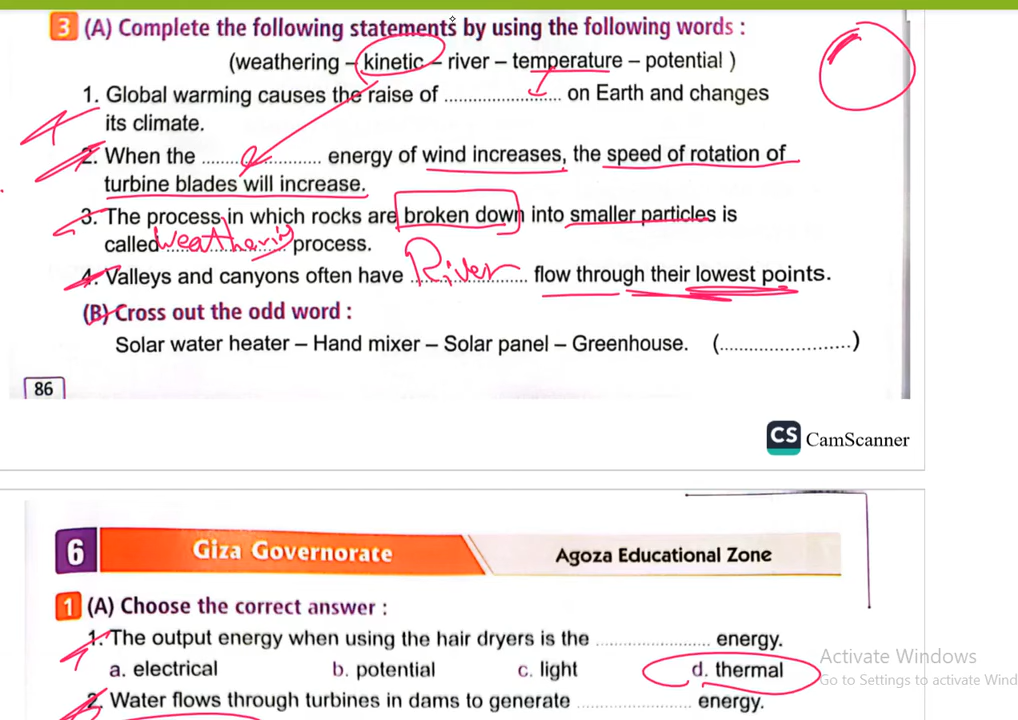 3 (A) Complete the following statements by using the following words :
(weathering – kinetic – river – temperature – potential )
1. Global warming causes the raise of .......................... on Earth and changes
its climate.
2. When the .......................... energy of wind increases, the speed of rotation of
turbine blades will increase.
3. The process in which rocks are broken down into smaller particles is
called weathering process.
4. Valleys and canyons often have River flow through their lowest points.
(B) Cross out the odd word :
Solar water heater – Hand mixer – Solar panel – Greenhouse. (..........................)
86
CS CamScanner
6 Giza Governorate Agoza Educational Zone
1 (A) Choose the correct answer :
1. The output energy when using the hair dryers is the .......................... energy.
a. electrical b. potential c. light d. thermal
Activate Windows
Go to Settings to activate Wind
2. Water flows through turbines in dams to generate .......................... energy.